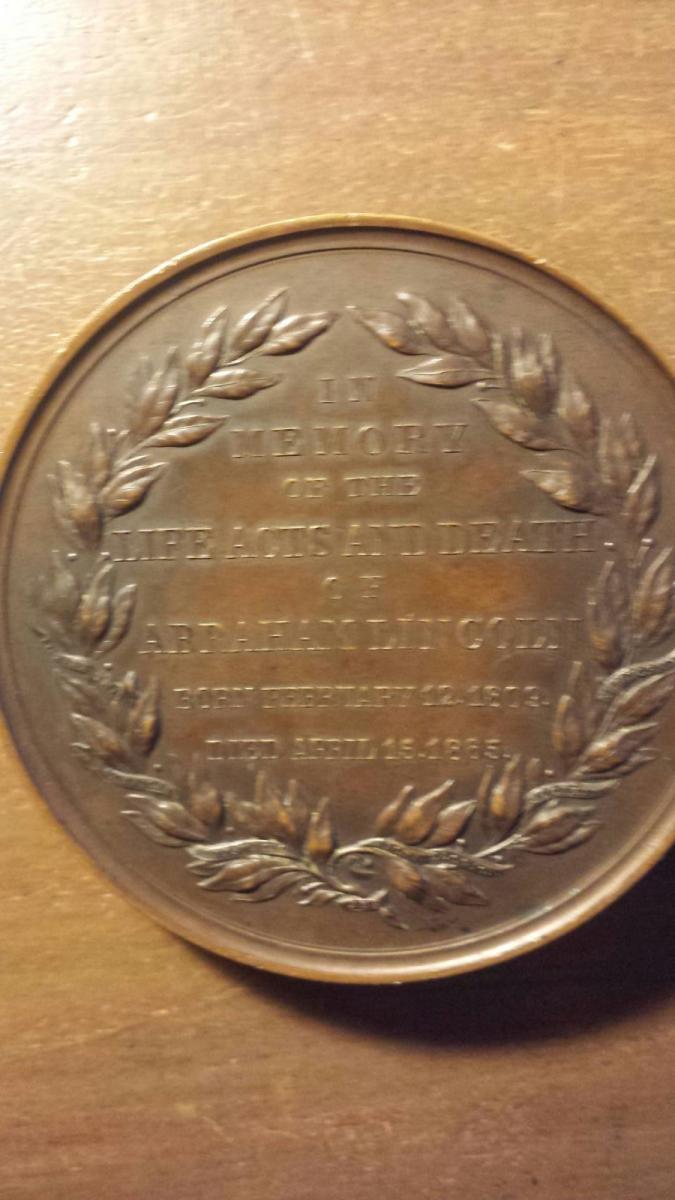 IN
MEMORY
OF THE
LIFE ACTS AND DEATH
OF
ABRAHAM LINCOLN
BORN FEBRUARY 12.1809.
DIED APRIL 15.1865.